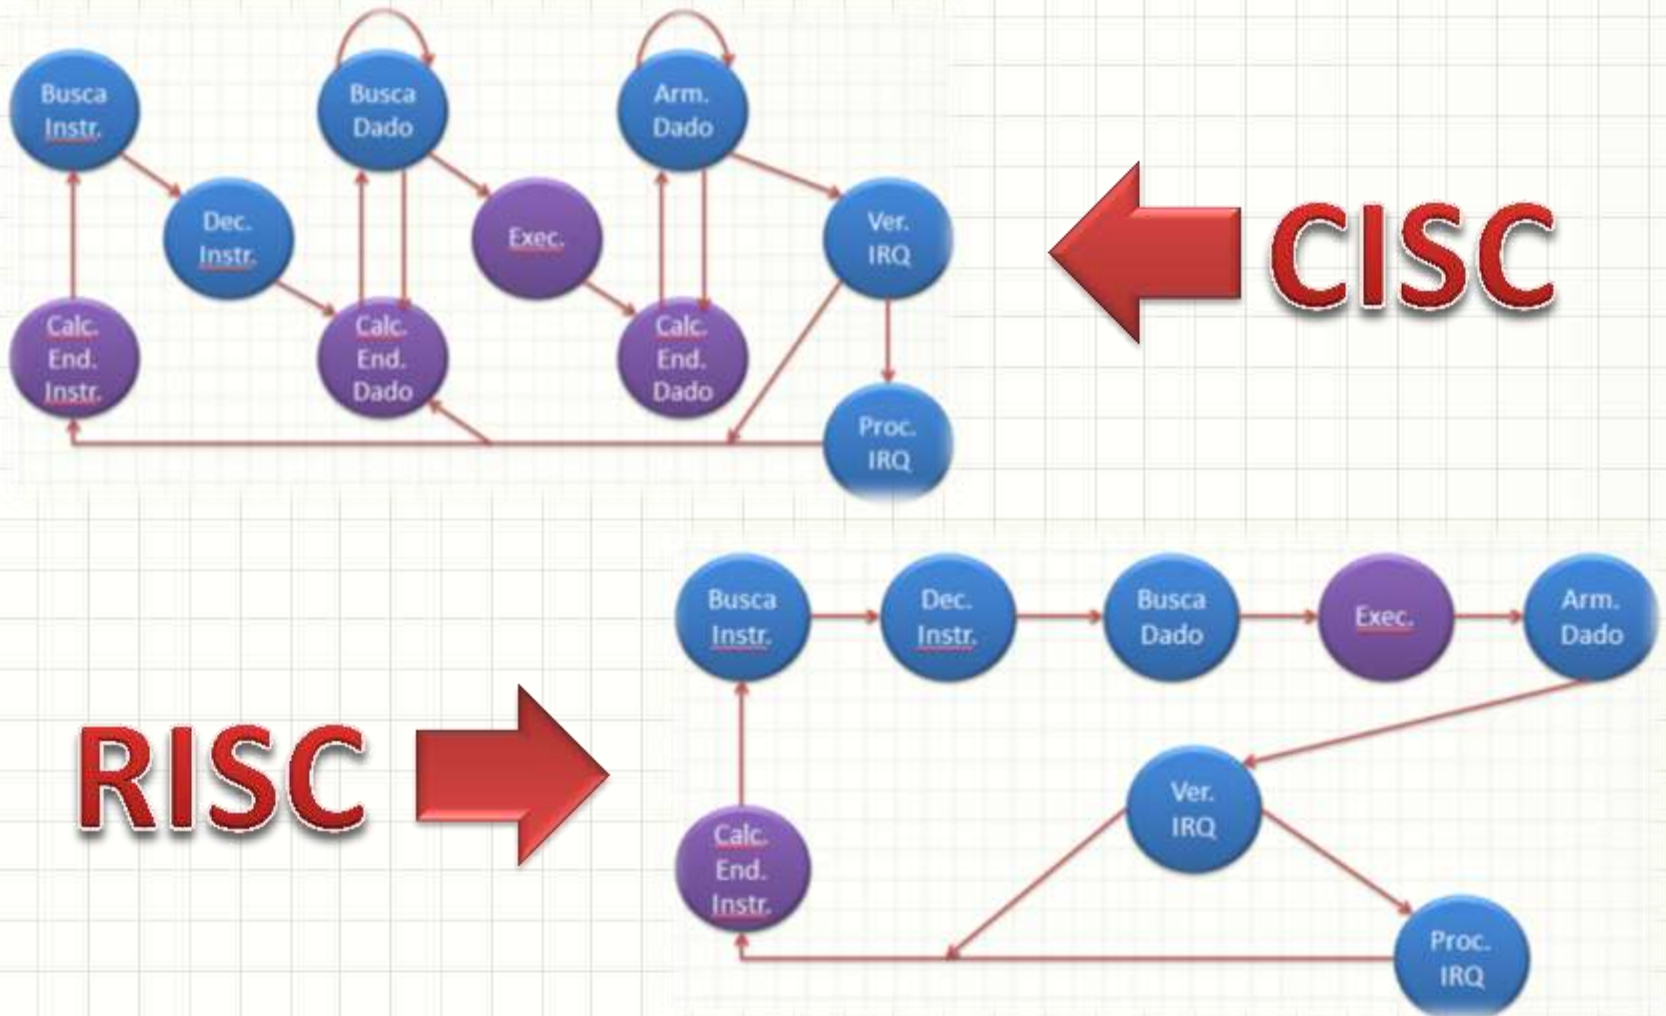 Busca
Instr.
Busca
Dado
Arm.
Dado
Dec.
Instr.
Exec.
Ver.
IRQ
CISC
Calc.
End.
Instr.
Calc.
End.
Dado
Calc.
End.
Dado
Proc.
IRQ
Busca
Instr.
Dec.
Instr.
Busca
Dado
Exec.
Arm.
Dado
RISC
Ver.
IRQ
Calc.
End.
Instr.
Proc.
IRQ